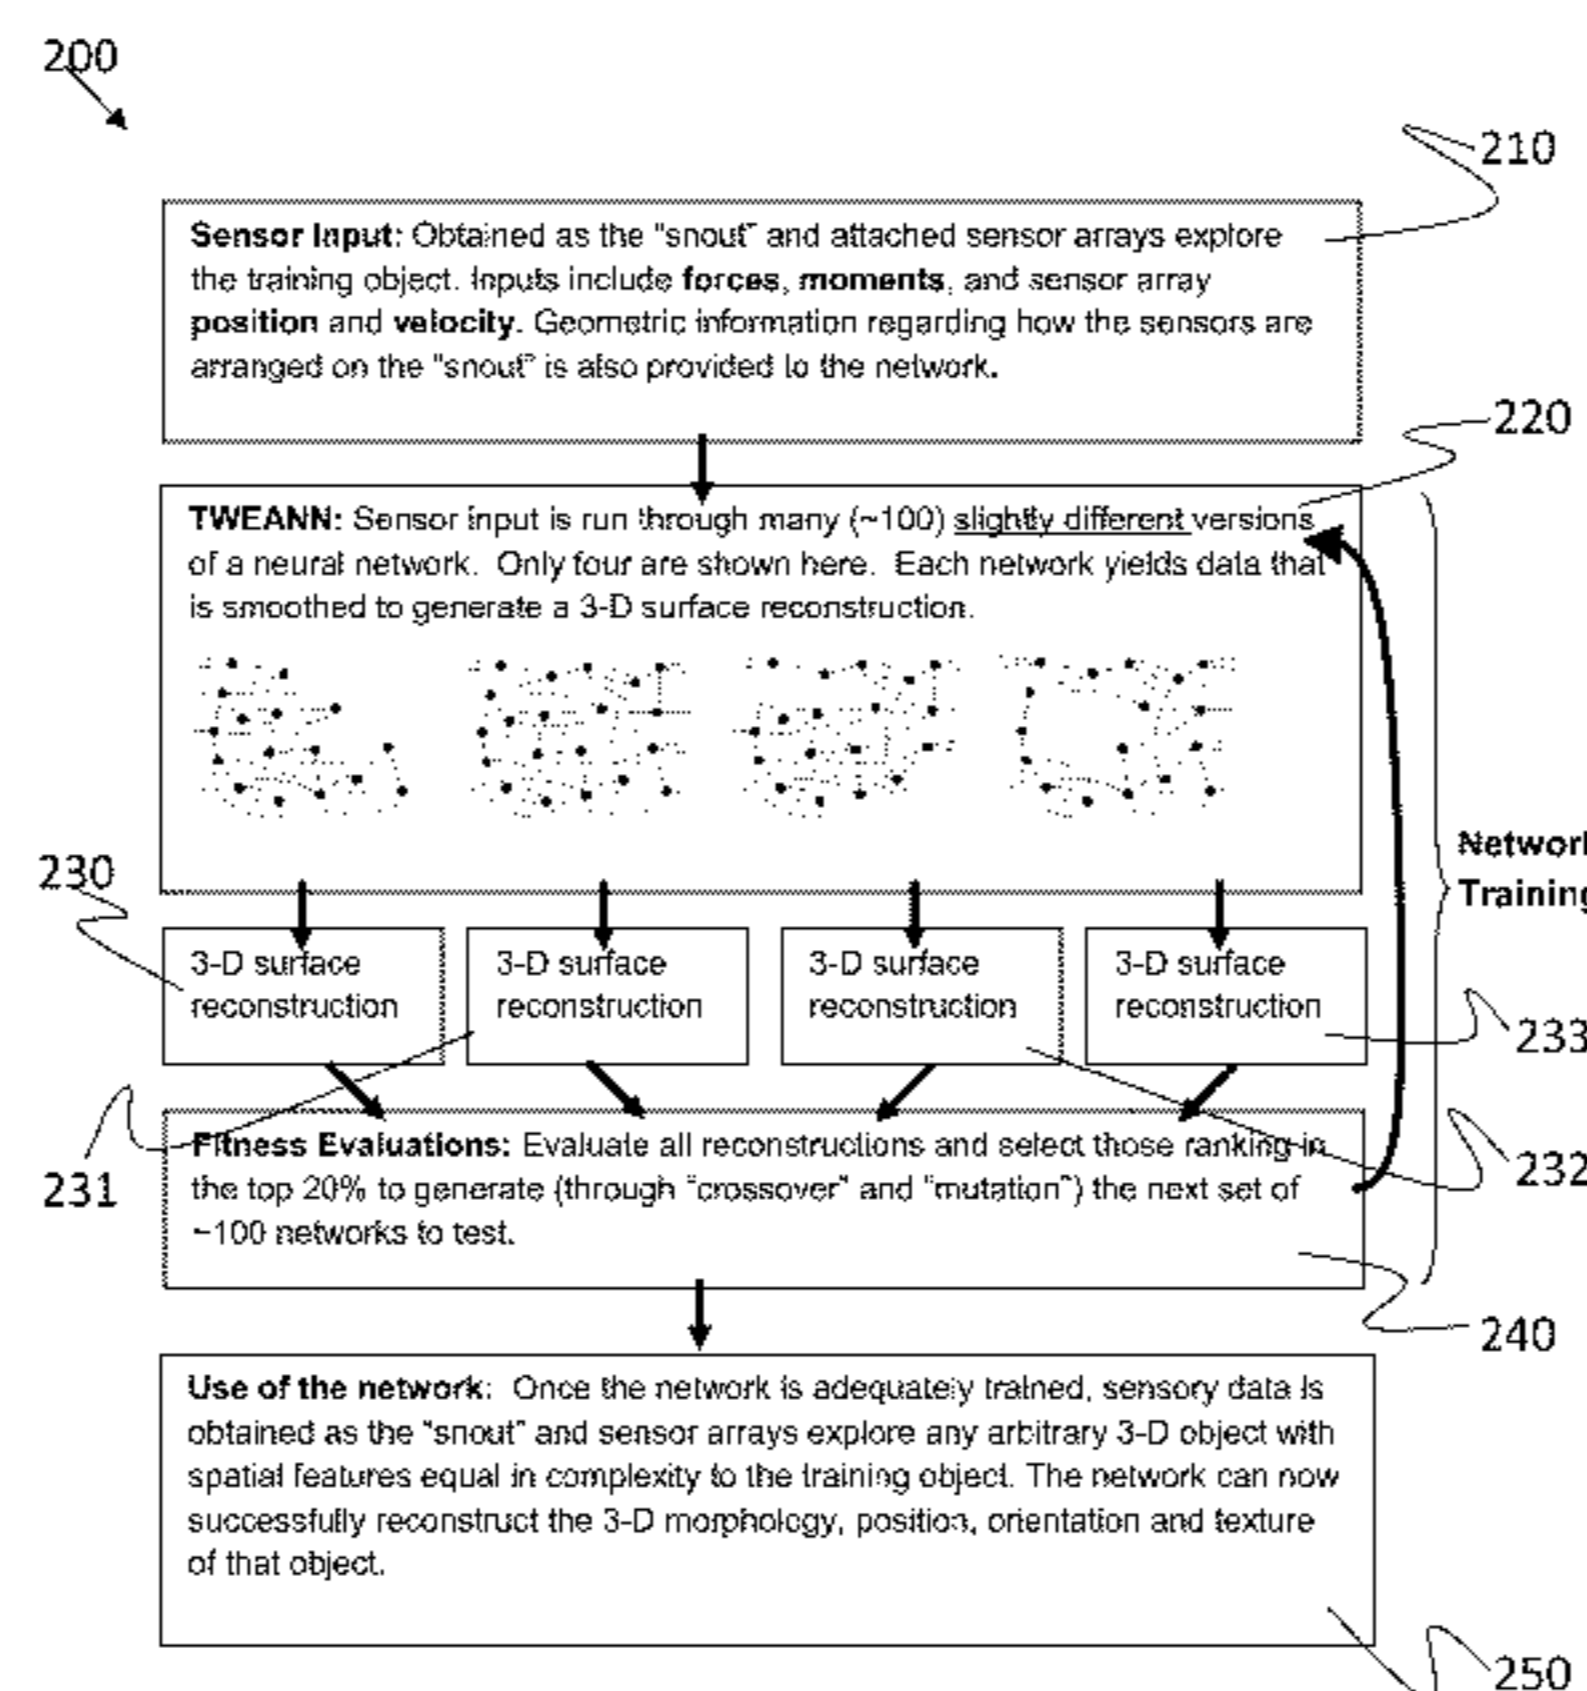 200
210
Sensor Input: Obtained as the "snout" and attached sensor arrays explore
the training object. Inputs include forces, moments, and sensor array
position and velocity. Geometric information regarding how the sensors are
arranged on the "snout" is also provided to the network.
220
TWEANN: Sensor input is run through many (~100) slightly different versions
of a neural network. Only four are shown here. Each network yields data that
is smoothed to generate a 3-D surface reconstruction.
Network
Training
230
3-D surface
reconstruction
3-D surface
reconstruction
3-D surface
reconstruction
3-D surface
reconstruction
233
231
232
Fitness Evaluations: Evaluate all reconstructions and select those ranking in
the top 20% to generate (through "crossover" and "mutation") the next set of
~100 networks to test.
240
Use of the network: Once the network is adequately trained, sensory data is
obtained as the "snout" and sensor arrays explore any arbitrary 3-D object with
spatial features equal in complexity to the training object. The network can now
successfully reconstruct the 3-D morphology, position, orientation and texture
of that object.
250